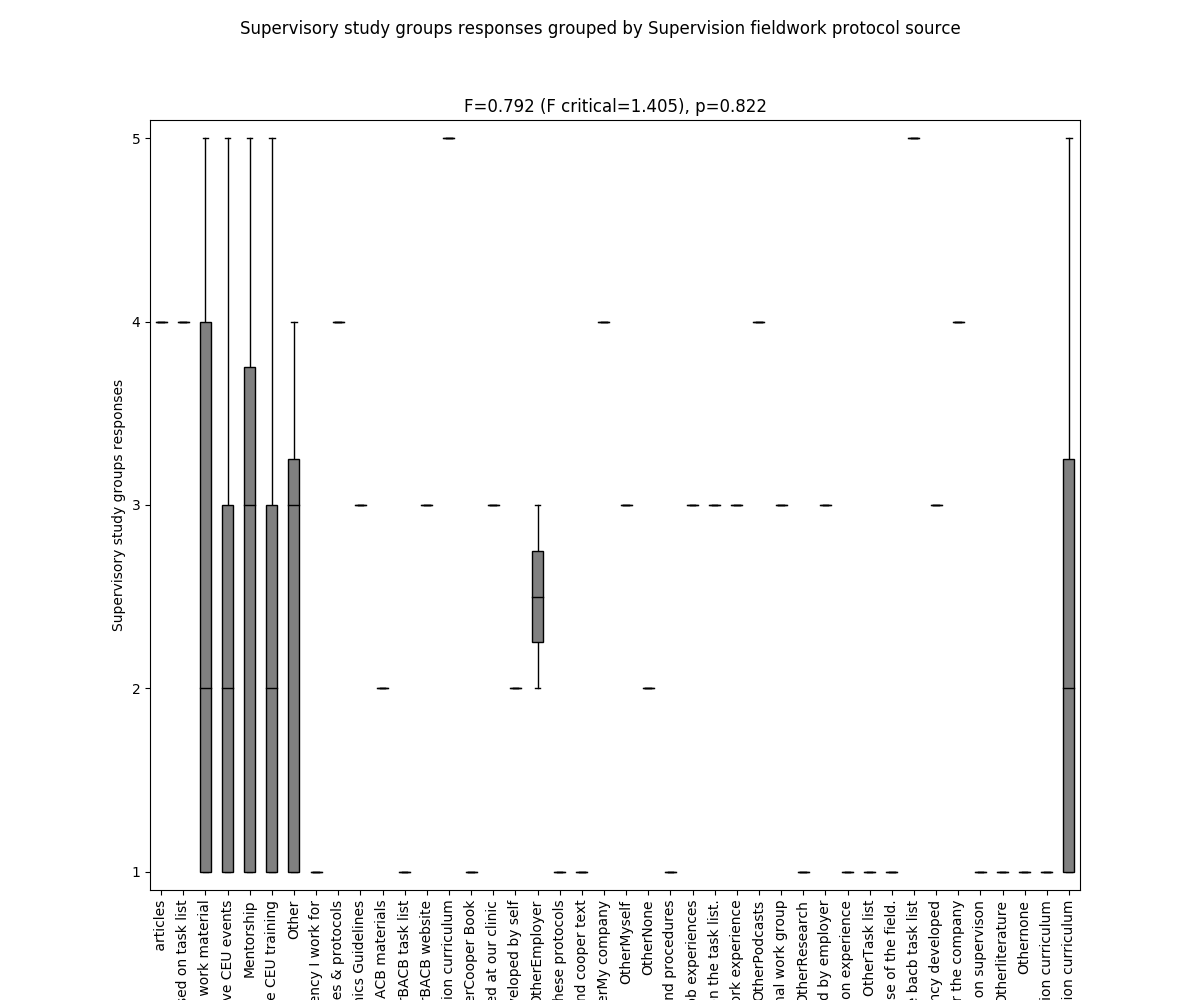 Supervisory study groups responses grouped by Supervision fieldwork protocol source
F=0.792 (F critical=1.405), p=0.822
Supervisory study groups responses
5
4
3
2
1
articles
sed on task list
work material
ve CEU events
Mentorship
e CEU training
Other
ency I work for
es & protocols
ics Guidelines
ACB materials
rBACB task list
rBACB website
ion curriculum
erCooper Book
ed at our clinic
veloped by self
OtherEmployer
hese protocols
nd cooper text
erMy company
OtherMyself
OtherNone
nd procedures
ob experiences
n the task list.
ork experience
OtherPodcasts
nal work group
OtherResearch
d by employer
on experience
OtherTask list
se of the field.
e bacb task list
ncy developed
r the company
on supervison
Otherliterature
Othernone
ion curriculum
ion curriculum